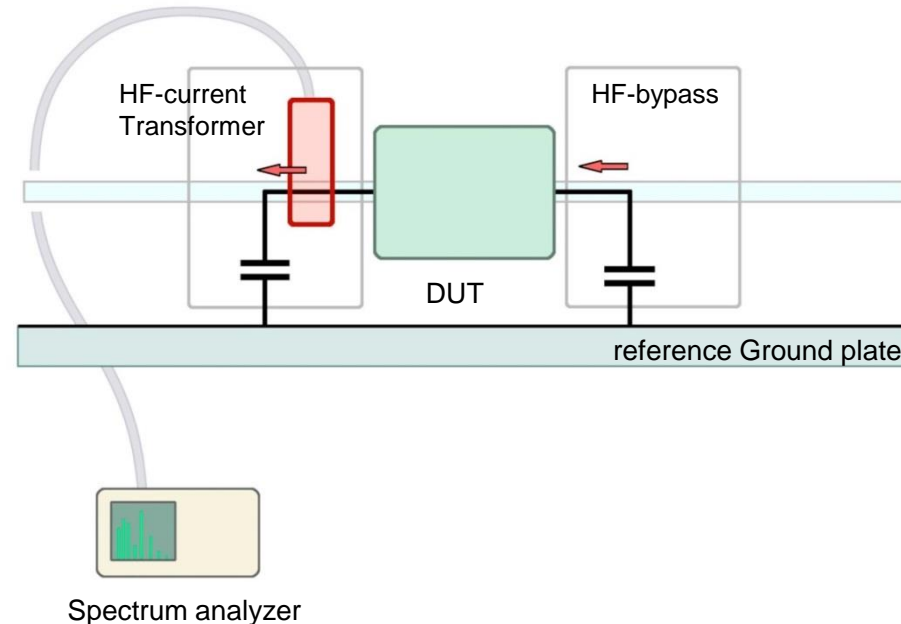 HF-current
Transformer
HF-bypass
DUT
reference Ground plate
Spectrum analyzer